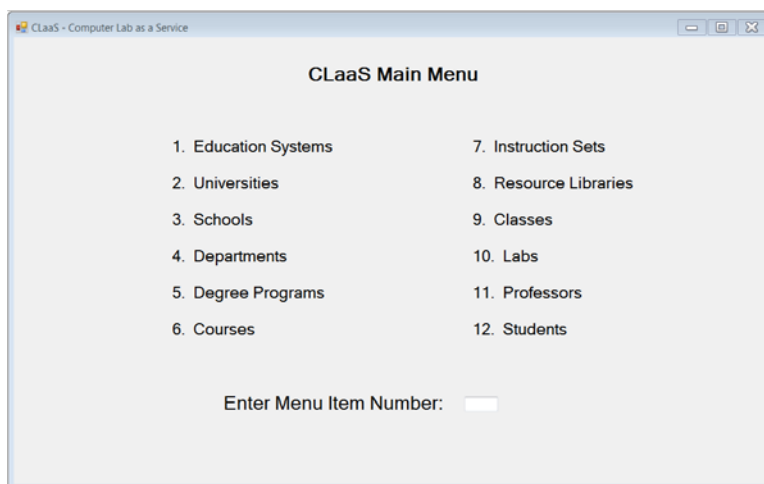 CLaaS - Computer Lab as a Service
CLaaS Main Menu
1. Education Systems
2. Universities
3. Schools
4. Departments
5. Degree Programs
6. Courses
7. Instruction Sets
8. Resource Libraries
9. Classes
10. Labs
11. Professors
12. Students
Enter Menu Item Number: